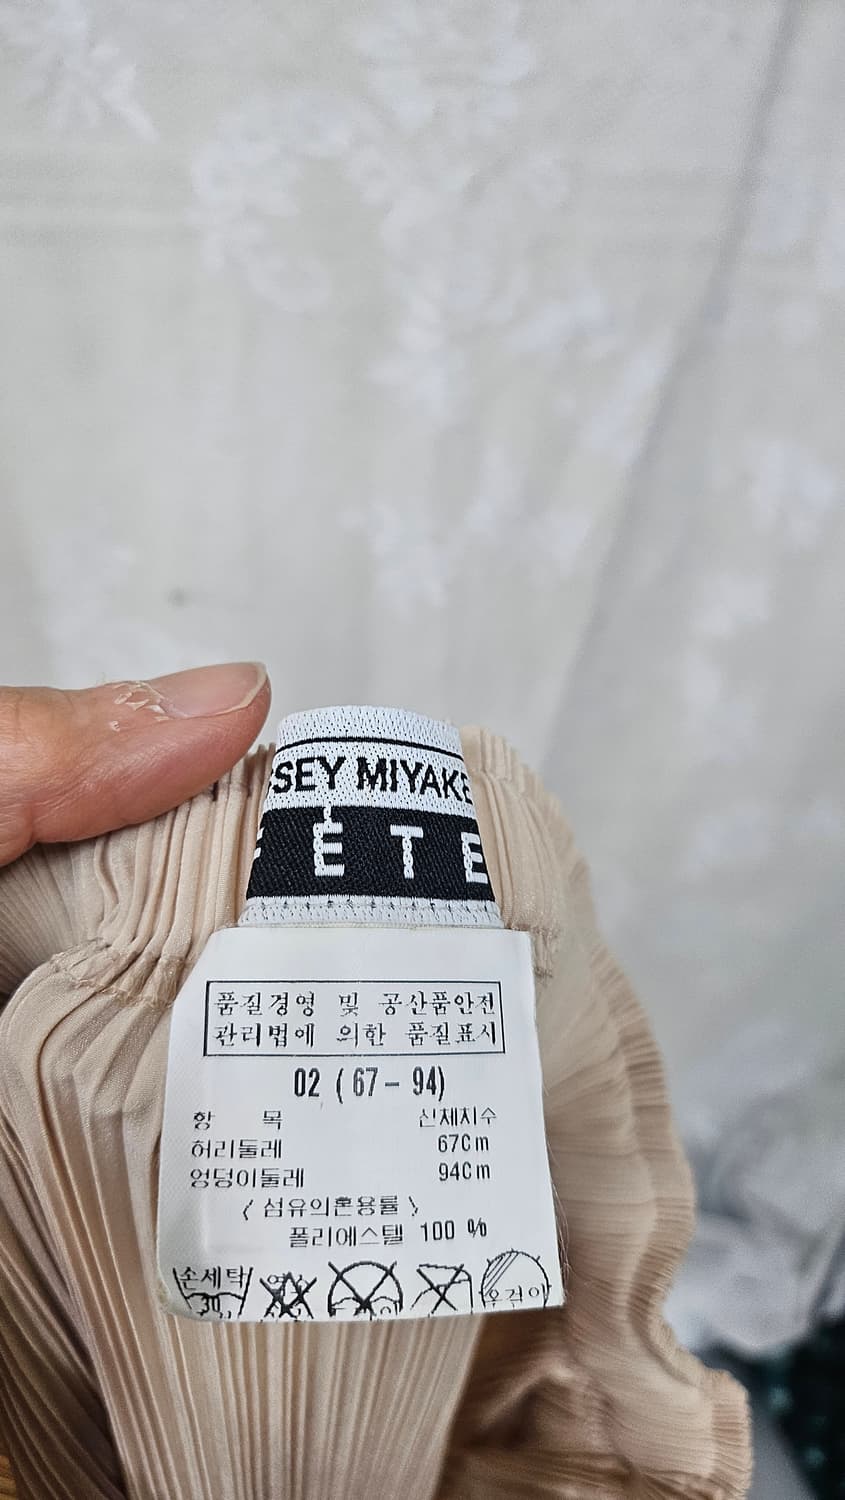 SEY MIYAKE
ÊTE
품질경영 및 공산품안전
관리법에 의한 품질표시
02 ( 67 - 94)
항 목 신체치수
허리둘레 67Cm
엉덩이둘레 94Cm
〈 섬유의혼용률 〉
폴리에스텔 100 %
손세탁
30